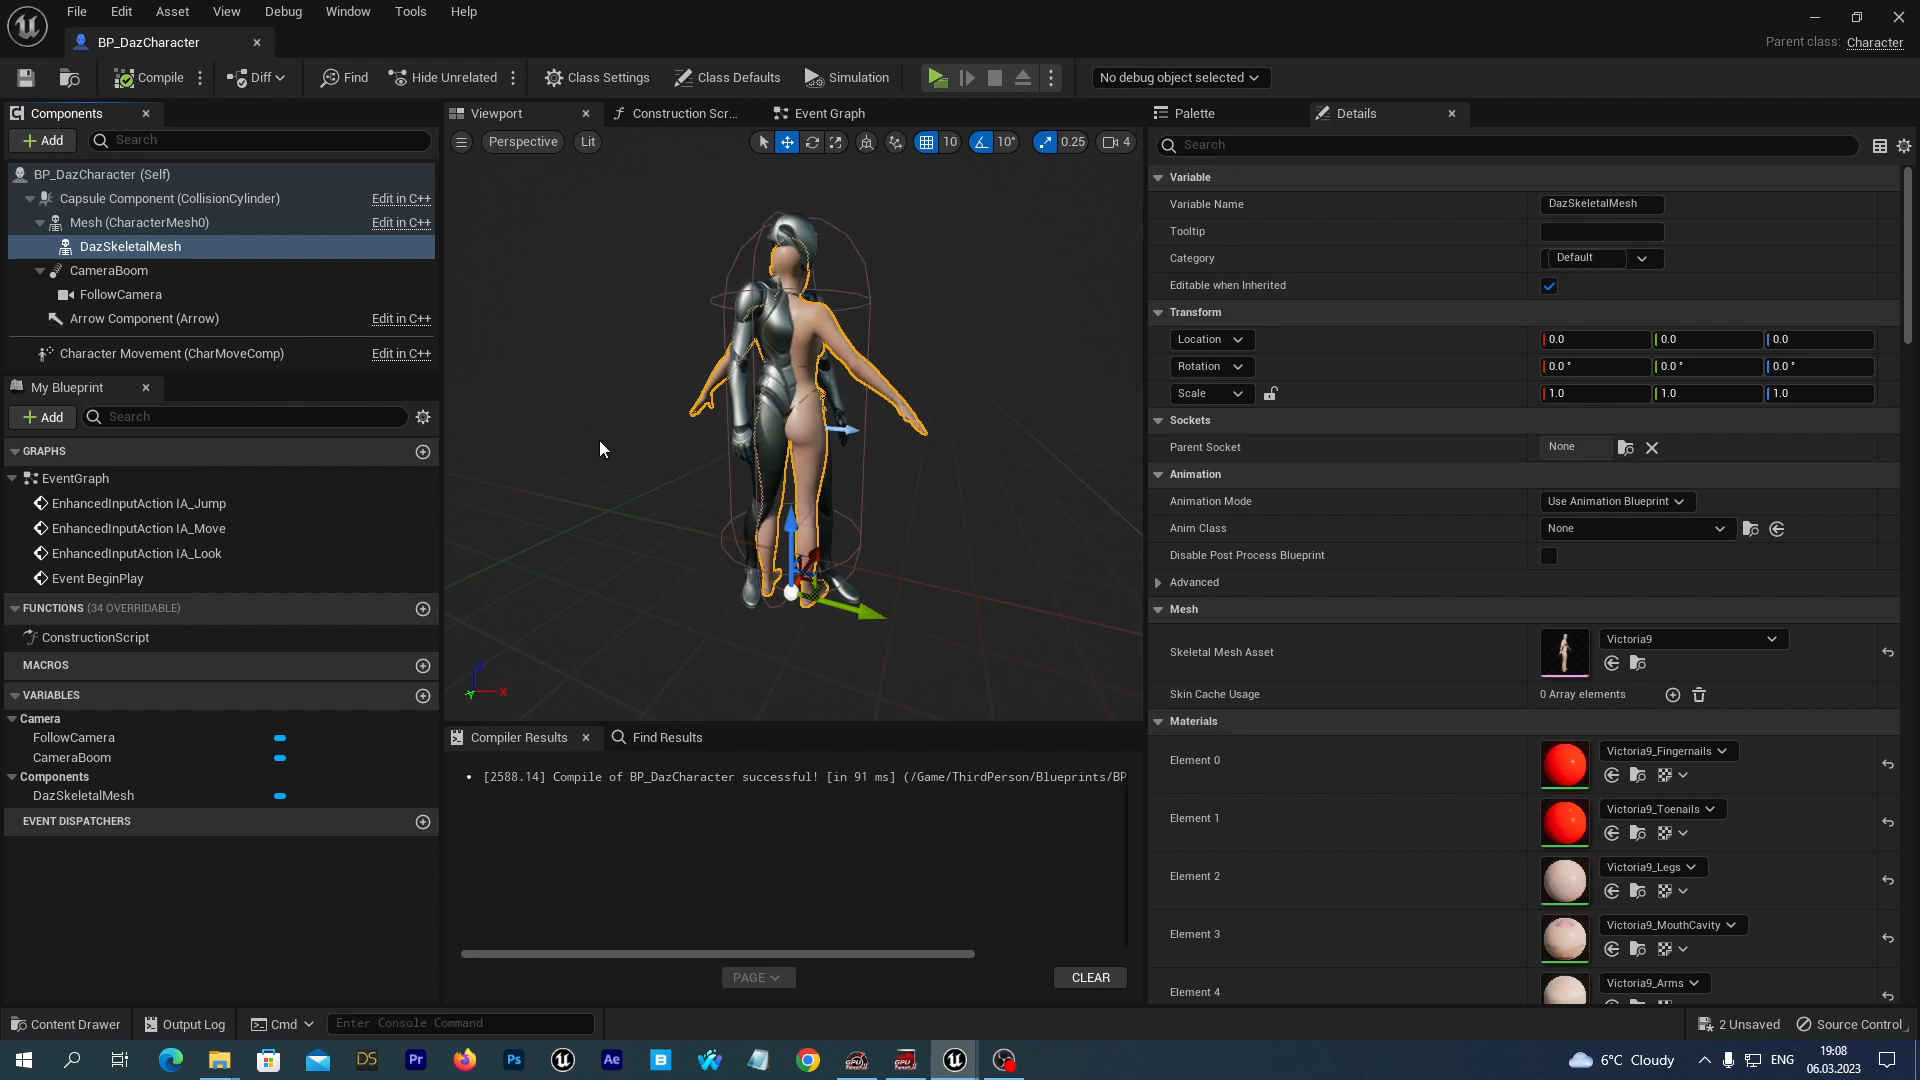 File Edit Asset View Debug Window Tools Help
BP_DazCharacter
Parent class: Character
Compile Diff Find Hide Unrelated Class Settings Class Defaults Simulation No debug object selected
Components
Add Search
BP_DazCharacter (Self)
Capsule Component (CollisionCylinder) Edit in C++
Mesh (CharacterMesh0) Edit in C++
DazSkeletalMesh
CameraBoom
FollowCamera
Arrow Component (Arrow) Edit in C++
Character Movement (CharMoveComp) Edit in C++
My Blueprint
Add Search
GRAPHS
EventGraph
EnhancedInputAction IA_Jump
EnhancedInputAction IA_Move
EnhancedInputAction IA_Look
Event BeginPlay
FUNCTIONS (34 OVERRIDABLE)
ConstructionScript
MACROS
VARIABLES
Camera
FollowCamera
CameraBoom
Components
DazSkeletalMesh
EVENT DISPATCHERS
Viewport Construction Scr... Event Graph
Perspective Lit 10 10° 0.25 4
Z
X
Y
Compiler Results Find Results
• [2588.14] Compile of BP_DazCharacter successful! [in 91 ms] (/Game/ThirdPerson/Blueprints/BP
PAGE CLEAR
Palette Details
Search
Variable
Variable Name DazSkeletalMesh
Tooltip
Category Default
Editable when Inherited
Transform
Location 0.0 0.0 0.0
Rotation 0.0 ° 0.0 ° 0.0 °
Scale 1.0 1.0 1.0
Sockets
Parent Socket None
Animation
Animation Mode Use Animation Blueprint
Anim Class None
Disable Post Process Blueprint
Advanced
Mesh
Skeletal Mesh Asset Victoria9
Skin Cache Usage 0 Array elements
Materials
Element 0 Victoria9_Fingernails
Element 1 Victoria9_Toenails
Element 2 Victoria9_Legs
Element 3 Victoria9_MouthCavity
Element 4 Victoria9_Arms
Content Drawer Output Log Cmd Enter Console Command 2 Unsaved Source Control
DS Pr Ps Ae 6°C Cloudy ENG 19:08
06.03.2023